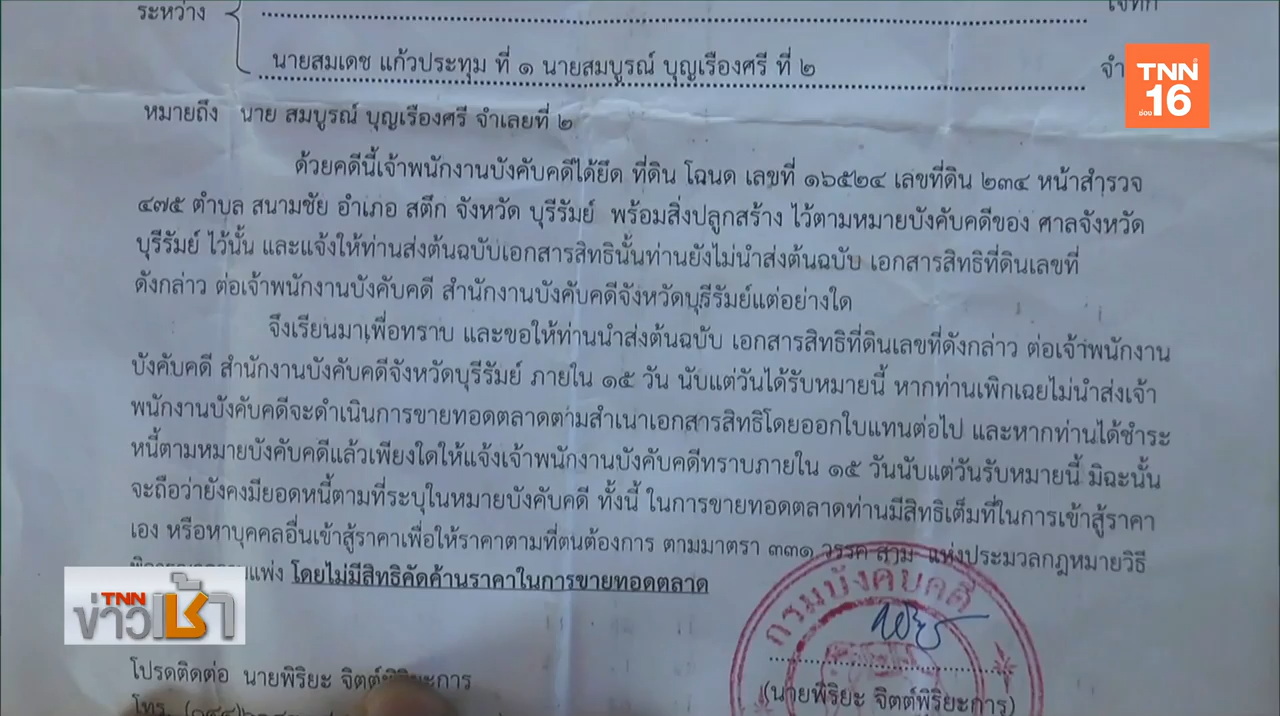 ระหว่าง
โจทก์
นายสมเดช แก้วประทุม ที่ ๑ นายสมบูรณ์ บุญเรืองศรี ที่ ๒
TNN
ช่อง 16
หมายถึง นาย สมบูรณ์ บุญเรืองศรี จำเลยที่ ๒
ด้วยคดีนี้เจ้าพนักงานบังคับคดีได้ยึด ที่ดิน โฉนด เลขที่ ๑๖๕๒๔ เลขที่ดิน ๒๓๔ หน้าสำรวจ
๔๗๕ ตำบล สนามชัย อำเภอ สตึก จังหวัด บุรีรัมย์ พร้อมสิ่งปลูกสร้าง ไว้ตามหมายบังคับคดีของ ศาลจังหวัด
บุรีรัมย์ ไว้นั้น และแจ้งให้ท่านส่งต้นฉบับเอกสารสิทธินั้นท่านยังไม่นำส่งต้นฉบับ เอกสารสิทธิที่ดินเลขที่
ดังกล่าว ต่อเจ้าพนักงานบังคับคดี สำนักงานบังคับคดีจังหวัดบุรีรัมย์แต่อย่างใด
จึงเรียนมาเพื่อทราบ และขอให้ท่านนำส่งต้นฉบับ เอกสารสิทธิที่ดินเลขที่ดังกล่าว ต่อเจ้าพนักงาน
บังคับคดี สำนักงานบังคับคดีจังหวัดบุรีรัมย์ ภายใน ๑๕ วัน นับแต่วันได้รับหมายนี้ หากท่านเพิกเฉยไม่นำส่งเจ้า
พนักงานบังคับคดีจะดำเนินการขายทอดตลาดตามสำเนาเอกสารสิทธิโดยออกใบแทนต่อไป และหากท่านได้ชำระ
หนี้ตามหมายบังคับคดีแล้วเพียงใดให้แจ้งเจ้าพนักงานบังคับคดีทราบภายใน ๑๕ วันนับแต่วันรับหมายนี้ มิฉะนั้น
จะถือว่ายังคงมียอดหนี้ตามที่ระบุในหมายบังคับคดี ทั้งนี้ ในการขายทอดตลาดท่านมีสิทธิเต็มที่ในการเข้าสู้ราคา
เอง หรือหาบุคคลอื่นเข้าสู้ราคาเพื่อให้ราคาตามที่ตนต้องการ ตามมาตรา ๓๓๑ วรรค สาม แห่งประมวลกฎหมายวิธี
แพ่ง โดยไม่มีสิทธิคัดค้านราคาในการขายทอดตลาด
TNN
ข่าวเช้า
กรมบังคับคดี
โปรดติดต่อ นายพิริยะ จิตต์พิริยะการ
(นายพิริยะ จิตต์พิริยะการ)
โทร.